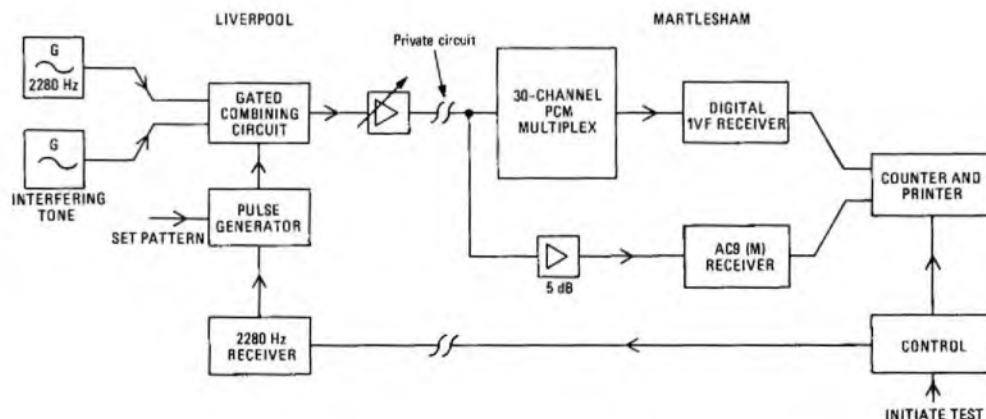 LIVERPOOL
MARTLESHAM
Private circuit
G
2280 Hz
G
INTERFERING
TONE
GATED
COMBINING
CIRCUIT
30-CHANNEL
PCM
MULTIPLEX
DIGITAL
1VF RECEIVER
COUNTER AND
PRINTER
SET PATTERN
PULSE
GENERATOR
5 dB
AC9 (M)
RECEIVER
2280 Hz
RECEIVER
CONTROL
INITIATE TEST